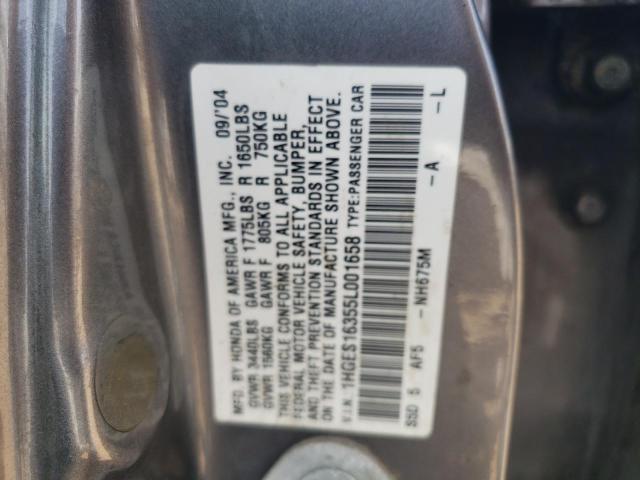 MFD. BY HONDA OF AMERICA MFG., INC. 09/'04
GVWR 3440LBS GAWR F 1775LBS R 1650LBS
GVWR 1560KG GAWR F 805KG R 750KG
THIS VEHICLE CONFORMS TO ALL APPLICABLE
FEDERAL MOTOR VEHICLE SAFETY, BUMPER,
AND THEFT PREVENTION STANDARDS IN EFFECT
ON THE DATE OF MANUFACTURE SHOWN ABOVE.
V.I.N. 1HGES16355L001658 TYPE:PASSENGER CAR
SSD 5 AF5 -NH675M -A -L